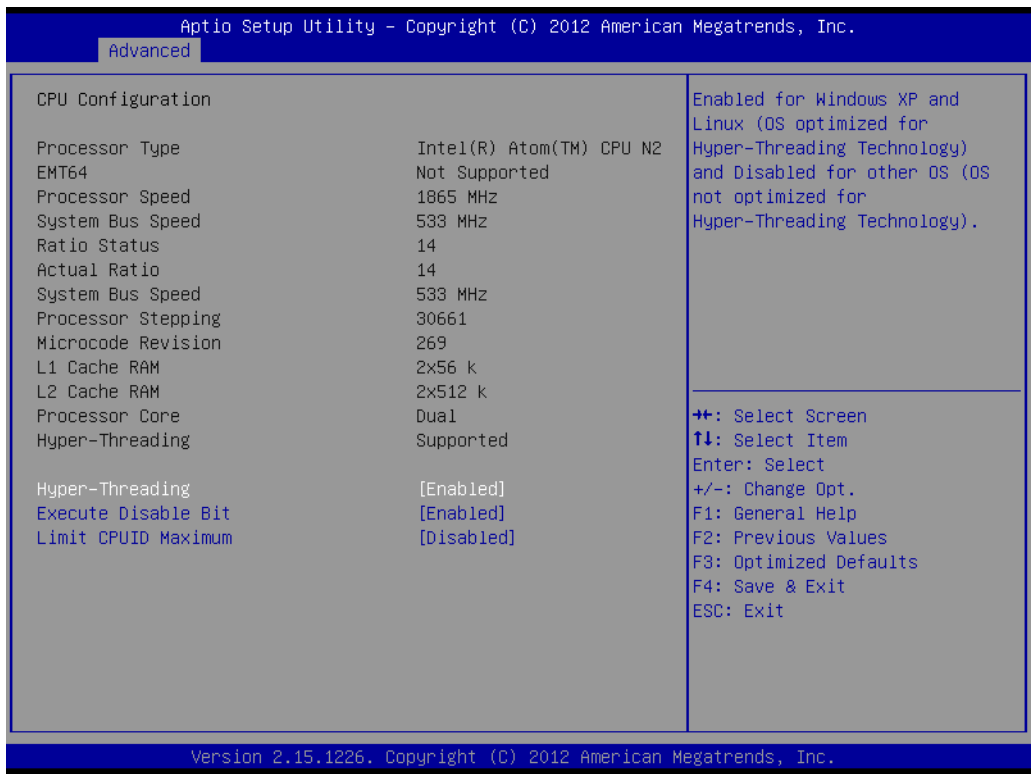 Aptio Setup Utility – Copyright (C) 2012 American Megatrends, Inc.
Advanced
CPU Configuration
Processor Type Intel(R) Atom(TM) CPU N2
EMT64 Not Supported
Processor Speed 1865 MHz
System Bus Speed 533 MHz
Ratio Status 14
Actual Ratio 14
System Bus Speed 533 MHz
Processor Stepping 30661
Microcode Revision 269
L1 Cache RAM 2x56 k
L2 Cache RAM 2x512 k
Processor Core Dual
Hyper-Threading Supported
Hyper-Threading [Enabled]
Execute Disable Bit [Enabled]
Limit CPUID Maximum [Disabled]
Enabled for Windows XP and
Linux (OS optimized for
Hyper-Threading Technology)
and Disabled for other OS (OS
not optimized for
Hyper-Threading Technology).
→←: Select Screen
↑↓: Select Item
Enter: Select
+/-: Change Opt.
F1: General Help
F2: Previous Values
F3: Optimized Defaults
F4: Save & Exit
ESC: Exit
Version 2.15.1226. Copyright (C) 2012 American Megatrends, Inc.